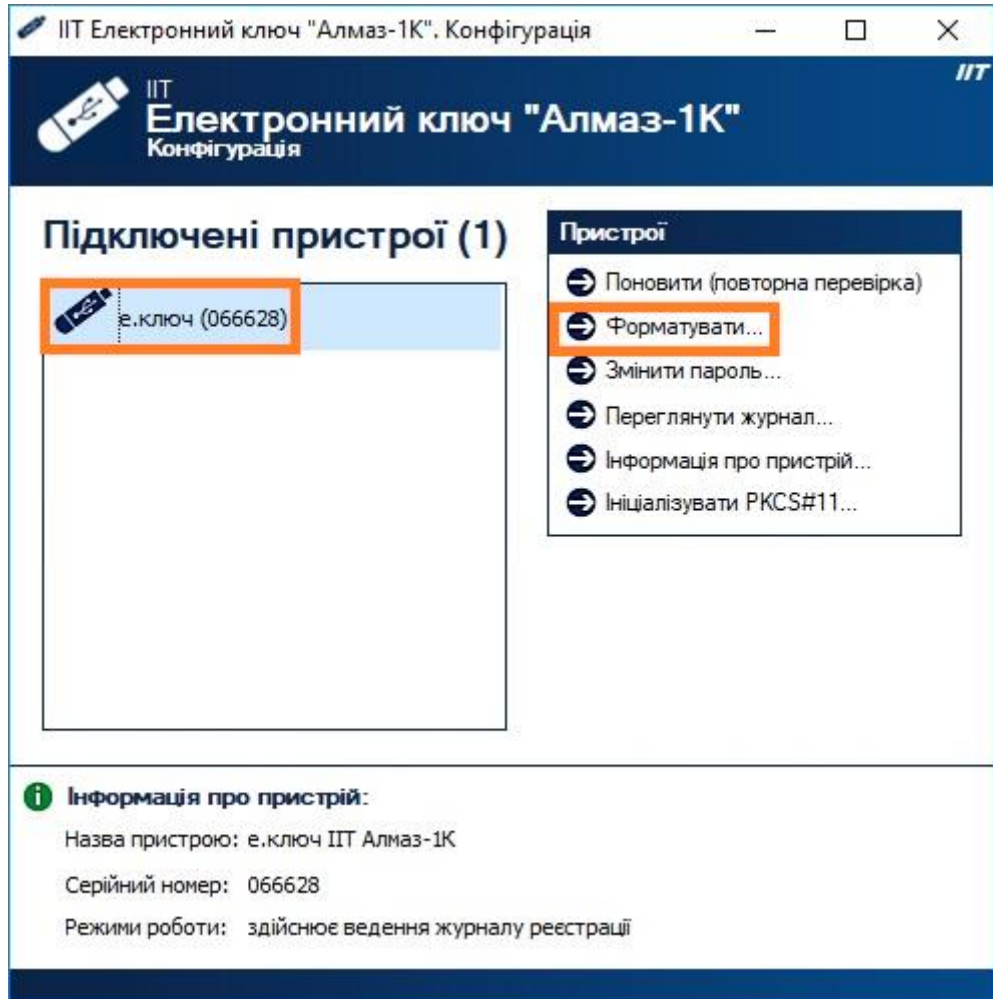 ІІТ Електронний ключ "Алмаз-1К". Конфігурація
ІІТ
ІІТ
Електронний ключ "Алмаз-1К"
Конфігурація
Підключені пристрої (1)
е.ключ (066628)
Пристрої
Поновити (повторна перевірка)
Форматувати...
Змінити пароль...
Переглянути журнал...
Інформація про пристрій...
Ініціалізувати PKCS#11...
Інформація про пристрій:
Назва пристрою: е.ключ ІІТ Алмаз-1К
Серійний номер: 066628
Режими роботи: здійснює ведення журналу реєстрації